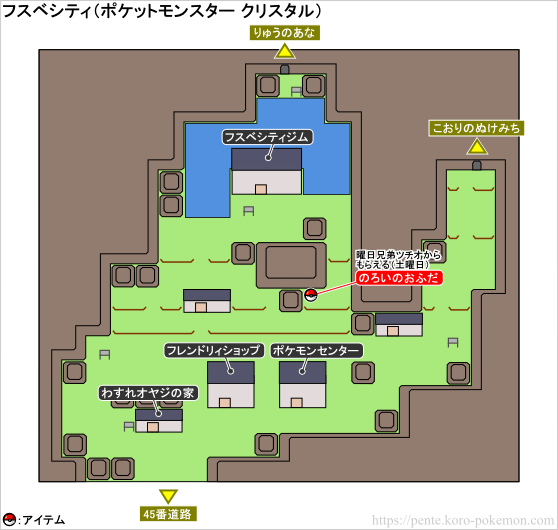 フスベシティ(ポケットモンスター クリスタル)
りゅうのあな
こおりのぬけみち
フスベシティジム
曜日兄弟ツチオから
もらえる(土曜日)
のろいのおふだ
フレンドリィショップ
ポケモンセンター
わすれオヤジの家
45番道路
:アイテム
https://pente.koro-pokemon.com/